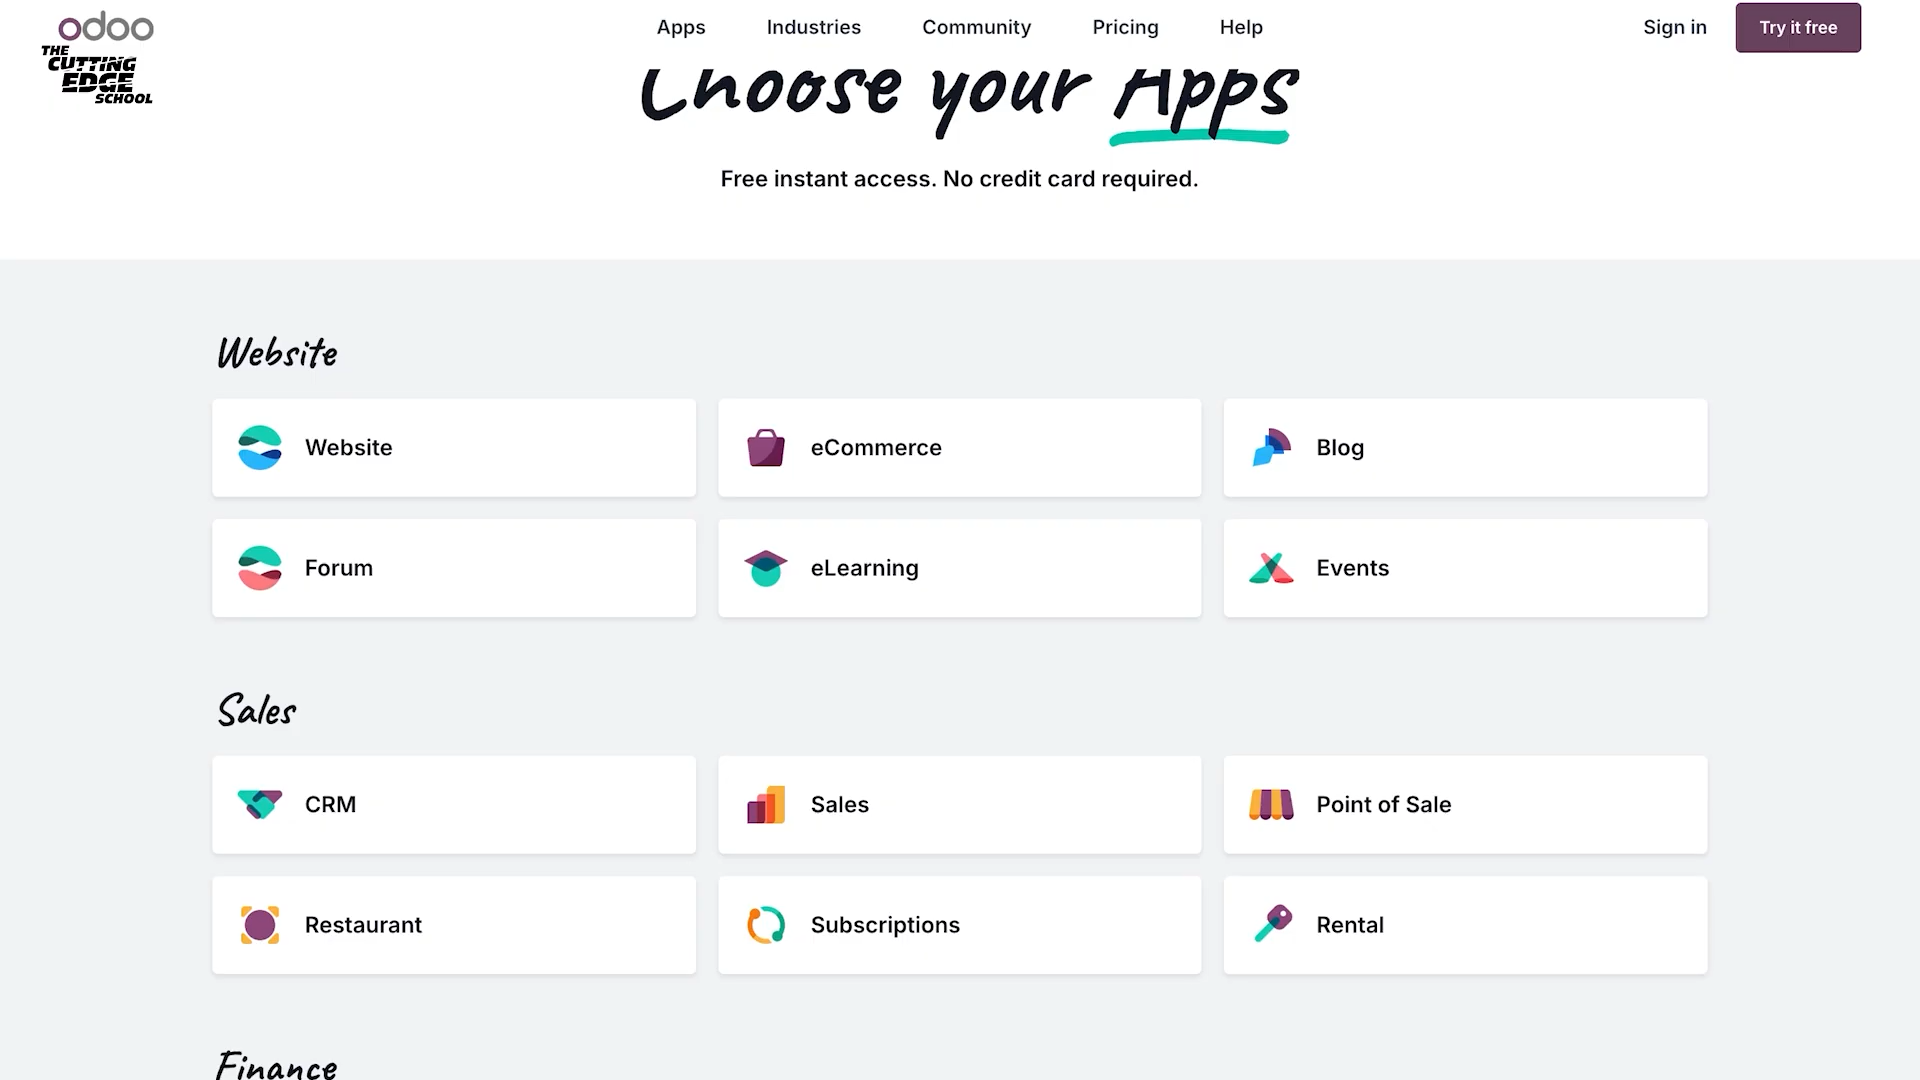 odoo
THE
CUTTING
EDGE
SCHOOL
Apps Industries Community Pricing Help
Sign in
Try it free
Choose your Apps
Free instant access. No credit card required.
Website
Website
eCommerce
Blog
Forum
eLearning
Events
Sales
CRM
Sales
Point of Sale
Restaurant
Subscriptions
Rental
Finance